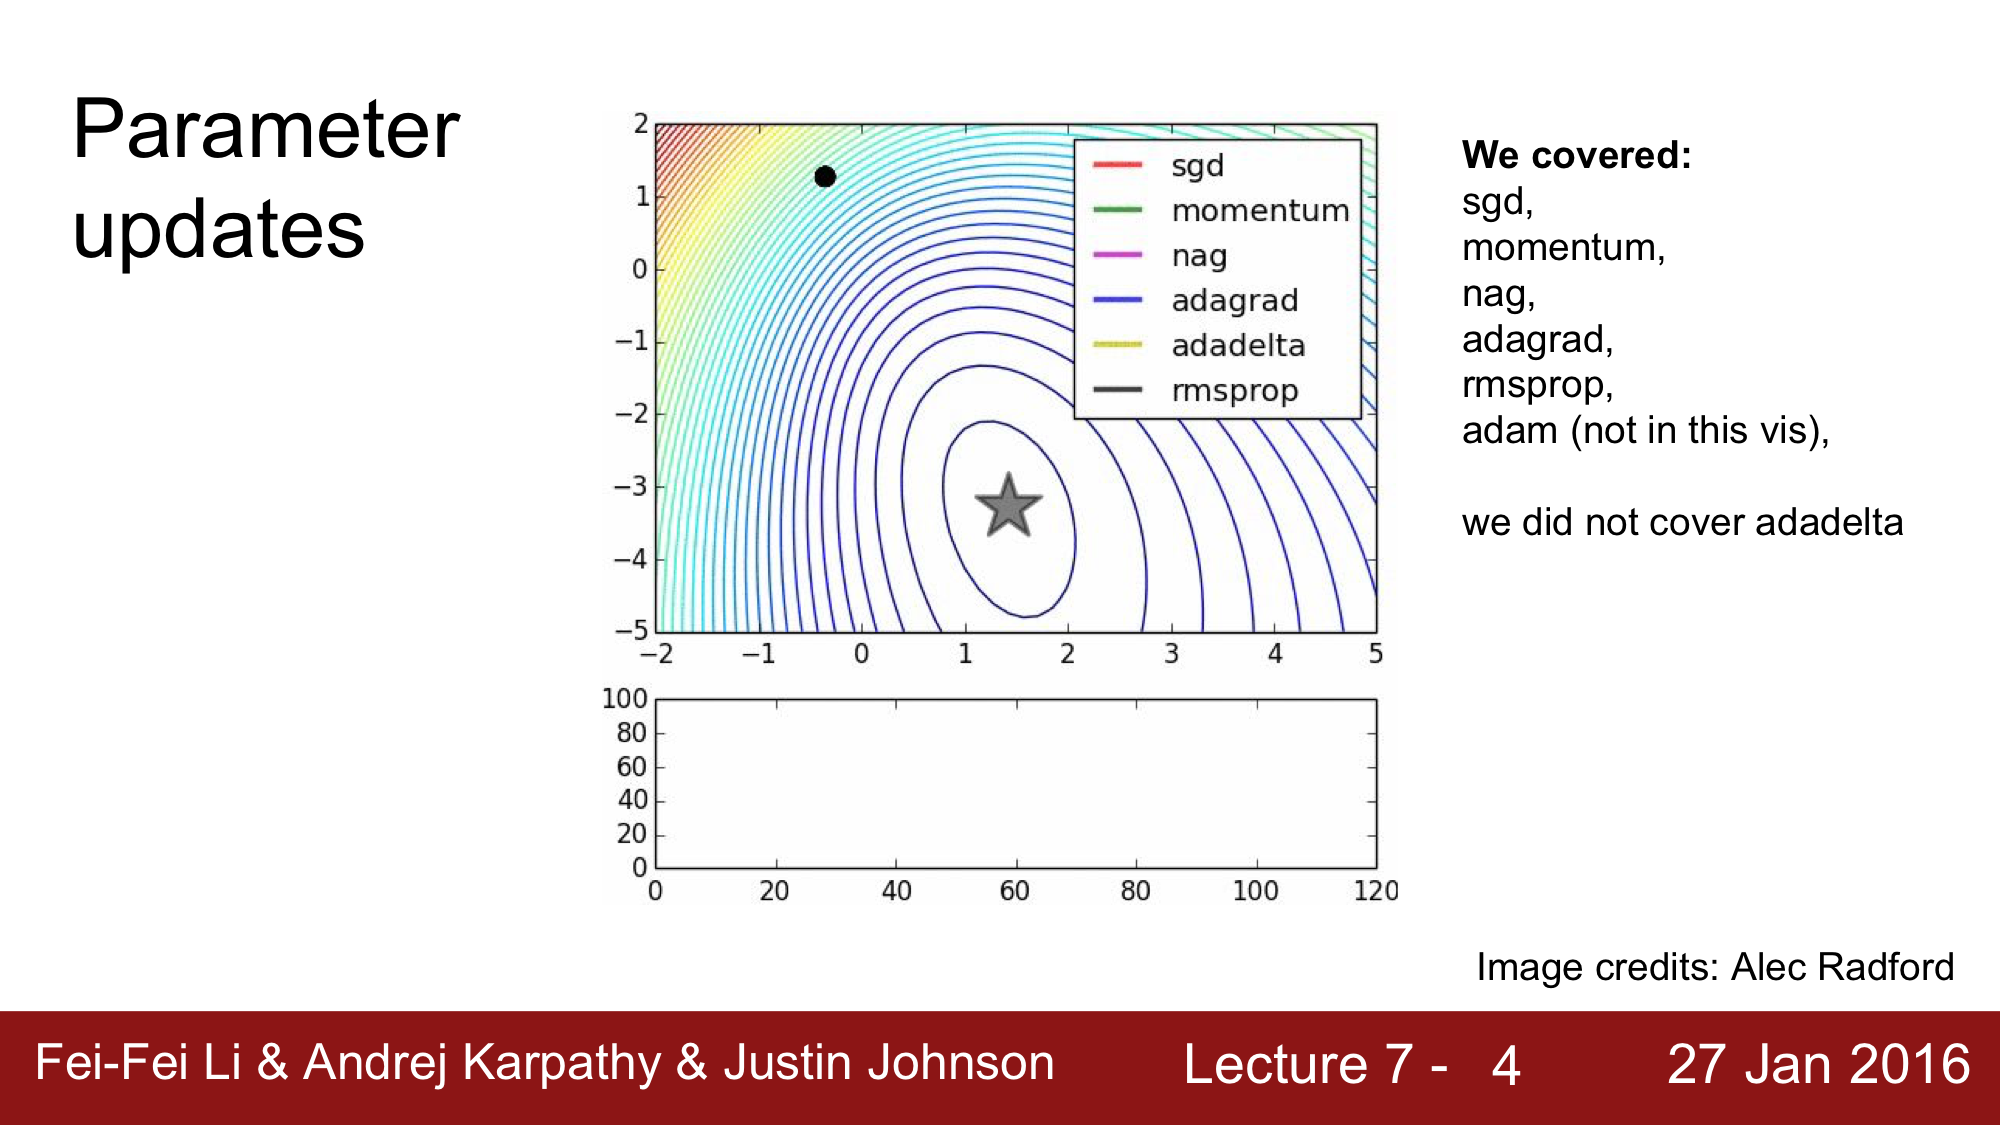 Parameter
updates
2
1
0
−1
−2
−3
−4
−5
−2 −1 0 1 2 3 4 5
sgd
momentum
nag
adagrad
adadelta
rmsprop
100
80
60
40
20
0
0 20 40 60 80 100 120
We covered:
sgd,
momentum,
nag,
adagrad,
rmsprop,
adam (not in this vis),
we did not cover adadelta
Image credits: Alec Radford
Fei-Fei Li & Andrej Karpathy & Justin Johnson Lecture 7 - 4 27 Jan 2016